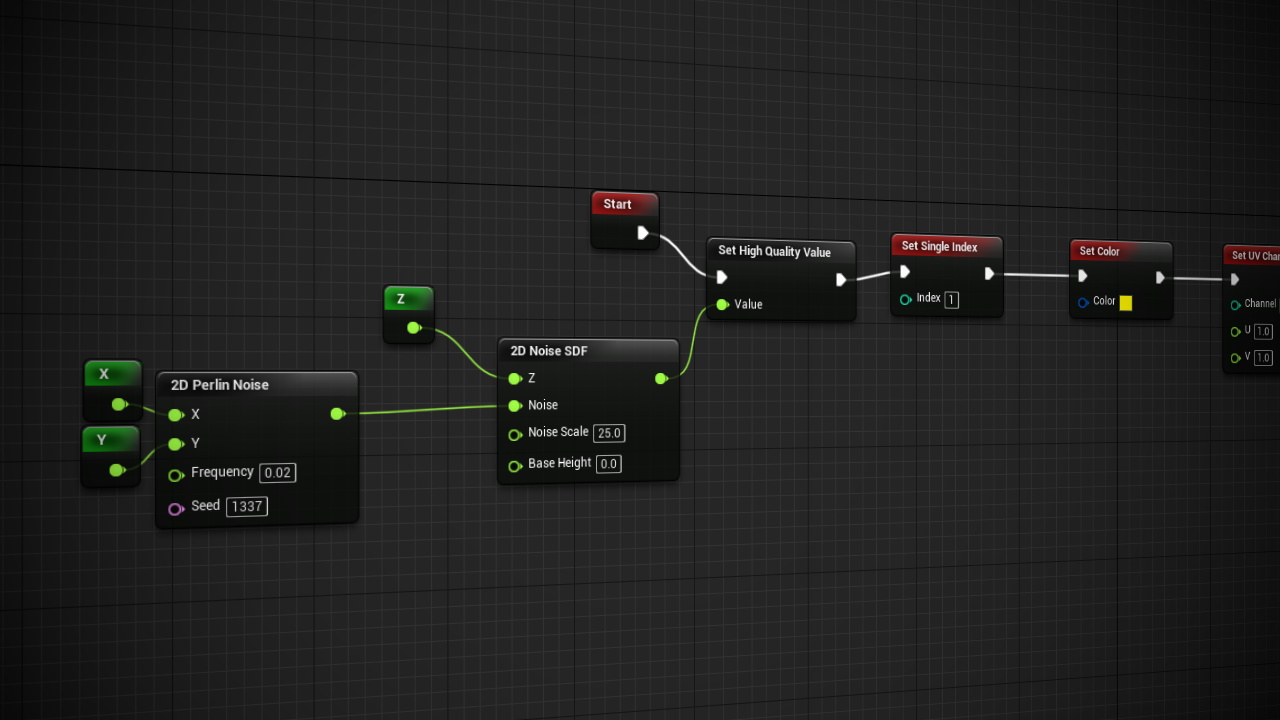 Start
Set High Quality Value
Value
Set Single Index
Index 1
Set Color
Color
Set UV
Channel
U 1.0
V 1.0
Z
2D Noise SDF
Z
Noise
Noise Scale 25.0
Base Height 0.0
X
Y
2D Perlin Noise
X
Y
Frequency 0.02
Seed 1337